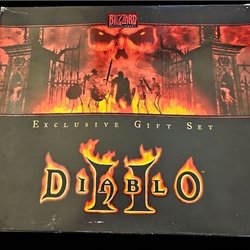 BLIZZARD
EXCLUSIVE GIFT SET
DIABLO
II